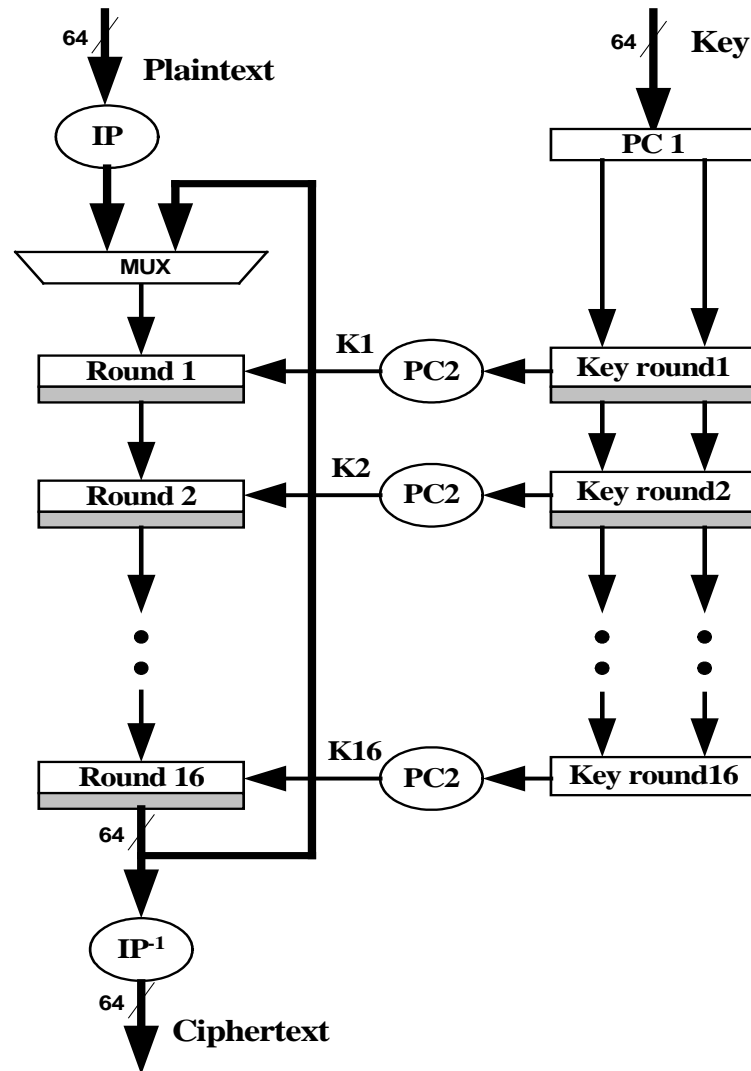 64
Plaintext
64
Key
IP
PC 1
MUX
K1
Round 1
PC2
Key round1
K2
Round 2
PC2
Key round2
K16
Round 16
PC2
Key round16
64
IP-1
64
Ciphertext